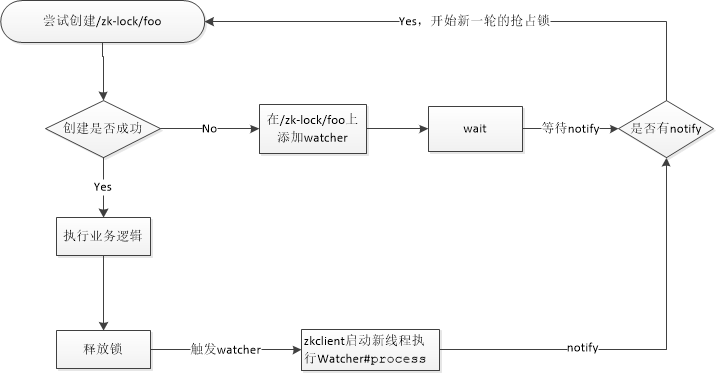 尝试创建/zk-lock/foo
Yes，开始新一轮的抢占锁
创建是否成功
No
在/zk-lock/foo上
添加watcher
wait
等待notify
是否有notify
Yes
执行业务逻辑
释放锁
触发watcher
zkclient启动新线程执
行Watcher#process
notify